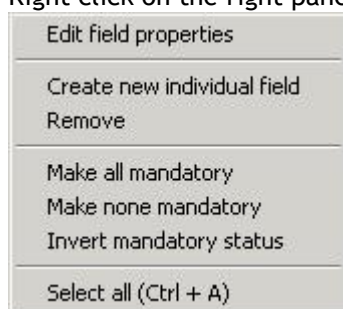 Right click on the right pane
Edit field properties
Create new individual field
Remove
Make all mandatory
Make none mandatory
Invert mandatory status
Select all (Ctrl + A)